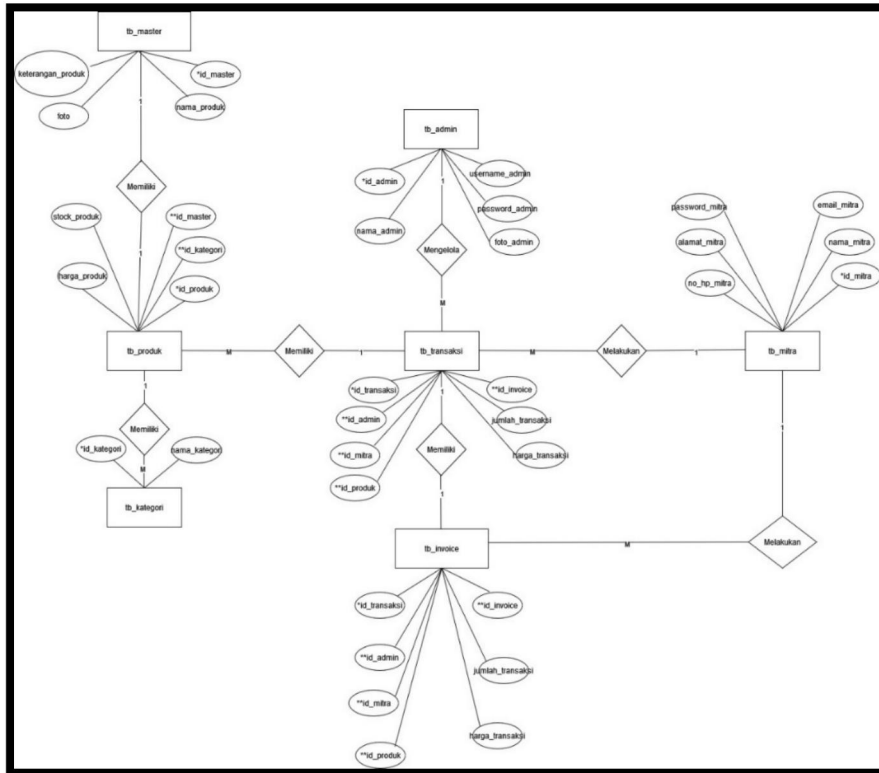 tb_master
keterangan_produk
*id_master
foto
nama_produk
1
Memiliki
1
stock_produk
**id_master
**id_kategori
harga_produk
*id_produk
tb_admin
*id_admin
username_admin
password_admin
nama_admin
foto_admin
1
Mengelola
M
password_mitra
email_mitra
alamat_mitra
nama_mitra
no_hp_mitra
*id_mitra
tb_produk
M
Memiliki
1
tb_transaksi
M
Melakukan
1
tb_mitra
1
Memiliki
M
*id_kategori
nama_kategori
tb_kategori
*id_transaksi
**id_invoice
**id_admin
jumlah_transaksi
**id_mitra
harga_transaksi
**id_produk
1
Memiliki
1
1
Melakukan
M
tb_invoice
*id_transaksi
**id_invoice
**id_admin
jumlah_transaksi
**id_mitra
harga_transaksi
**id_produk